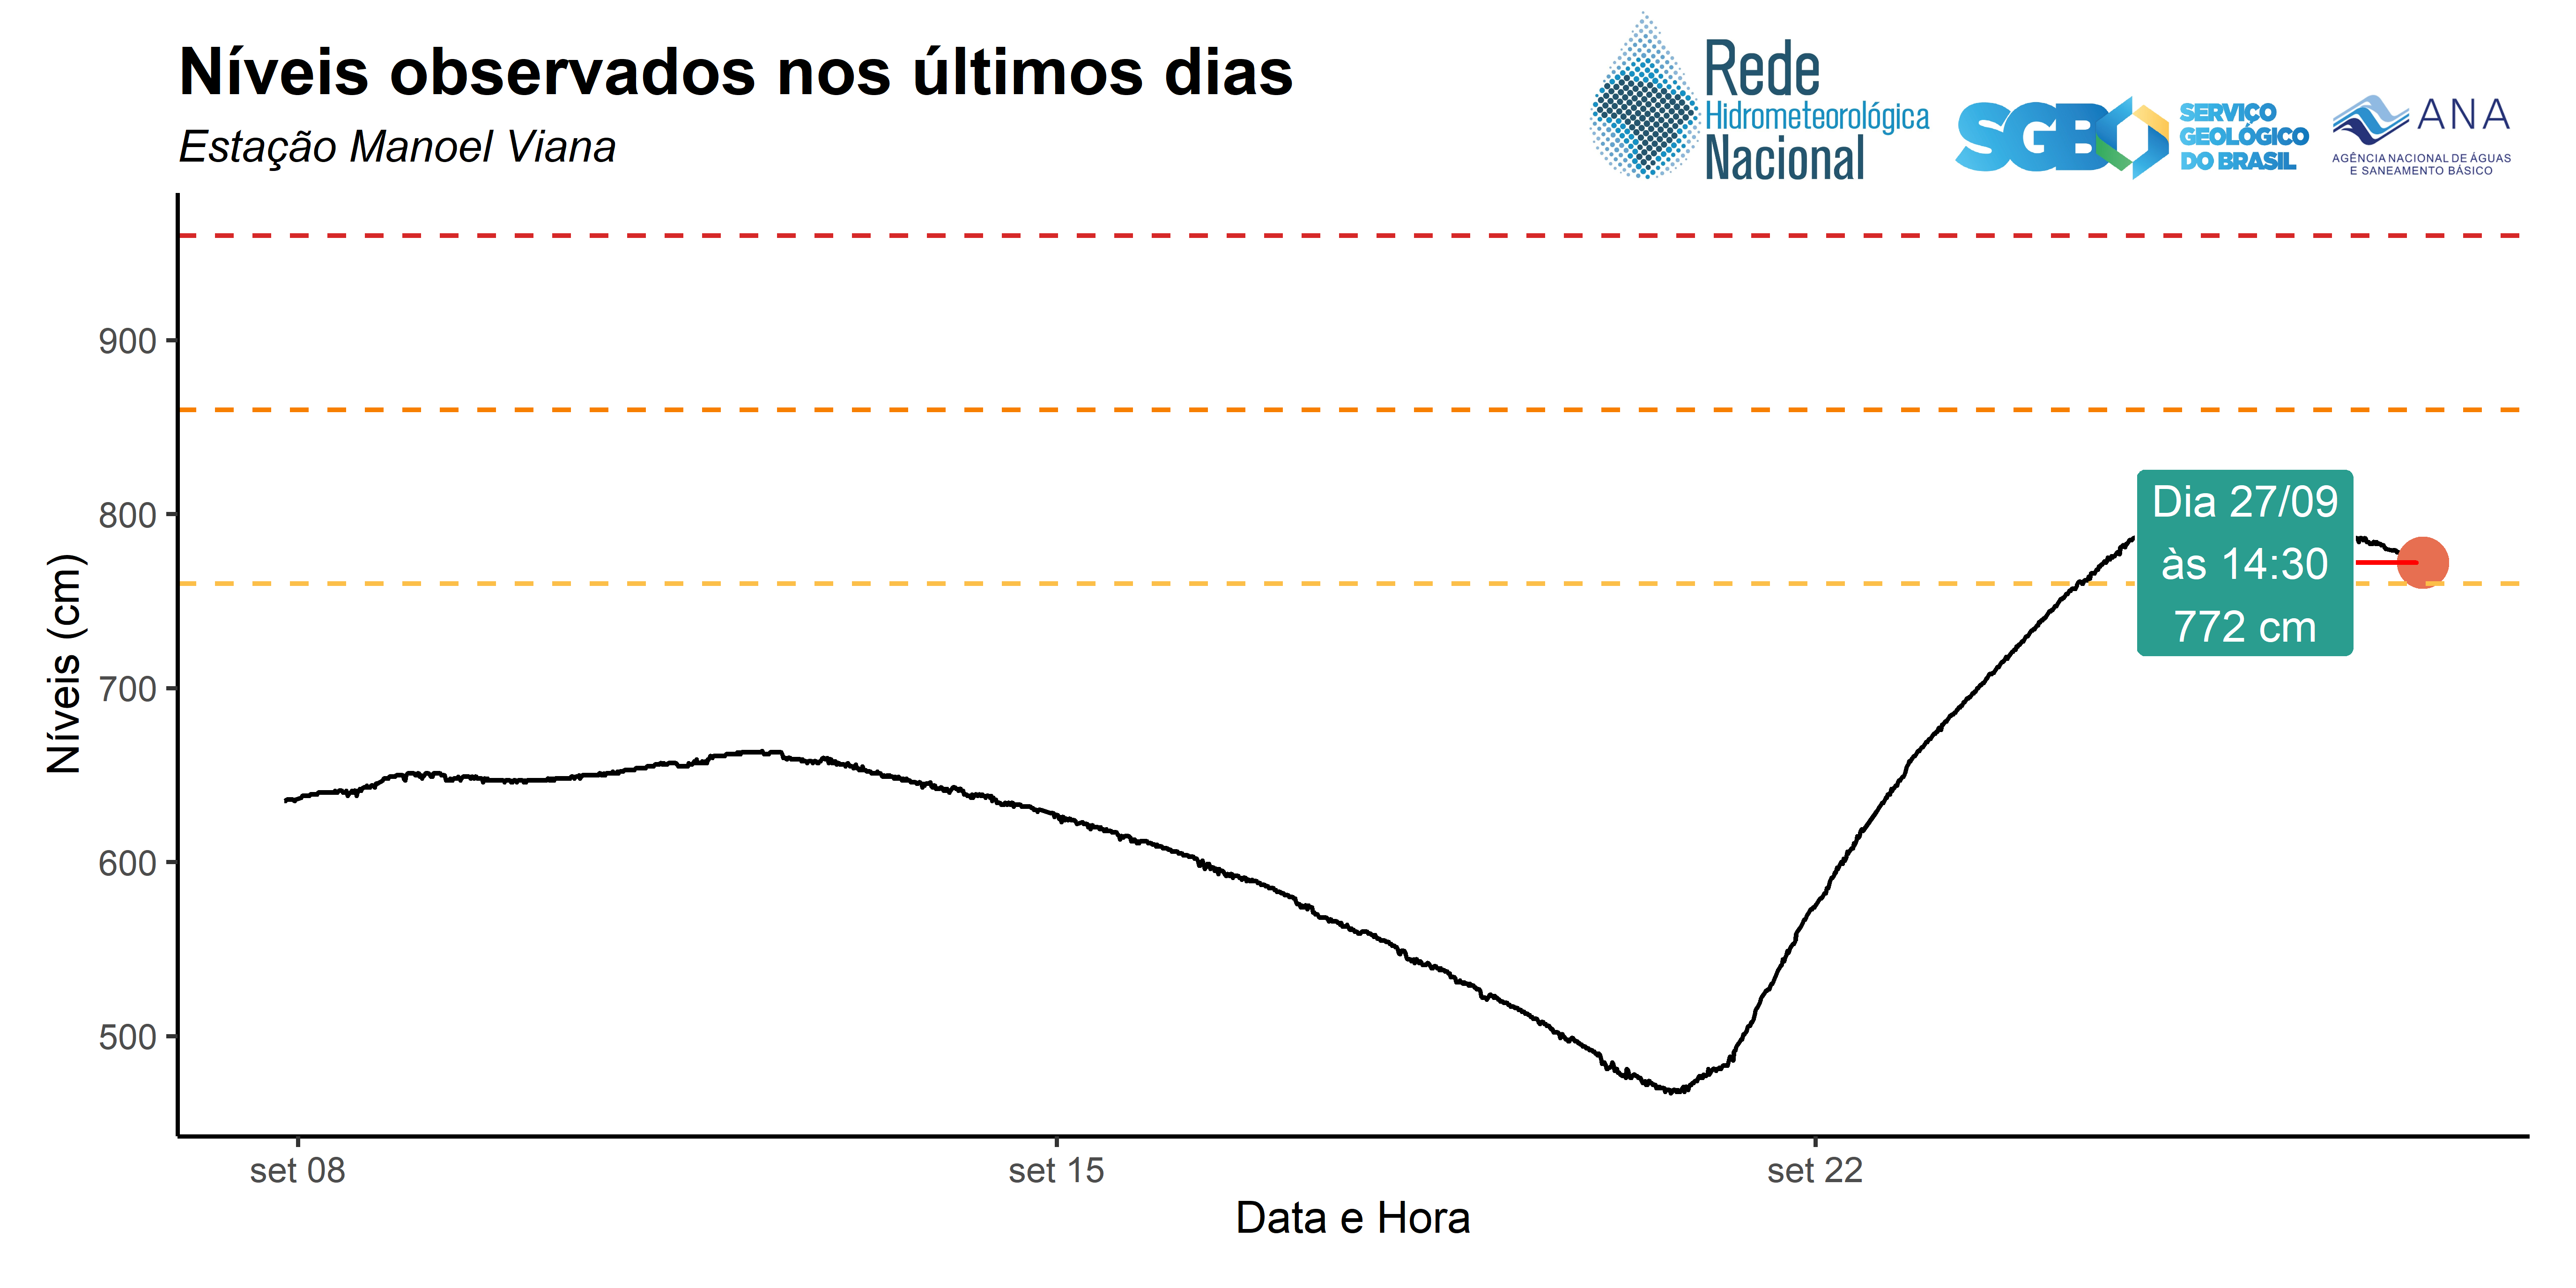 Níveis observados nos últimos dias
Estação Manoel Viana
Rede
Hidrometeorológica
Nacional
SGB
SERVIÇO
GEOLÓGICO
DO BRASIL
ANA
AGÊNCIA NACIONAL DE ÁGUAS
E SANEAMENTO BÁSICO
Níveis (cm)
900
800
700
600
500
Dia 27/09
às 14:30
772 cm
set 08
set 15
set 22
Data e Hora